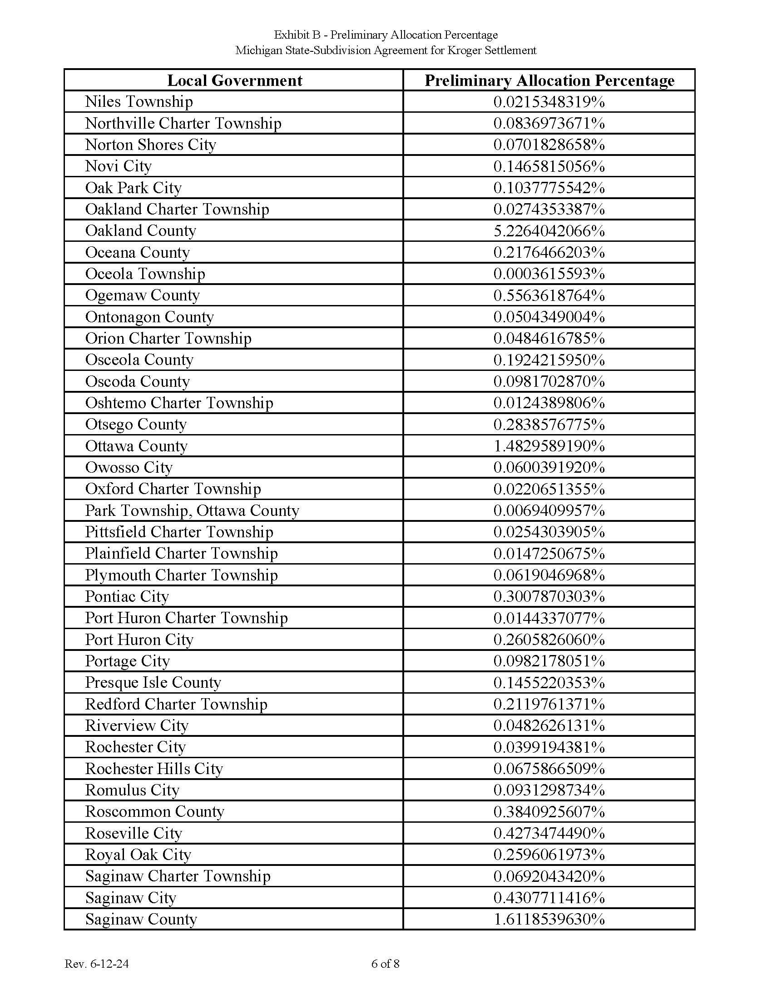 Exhibit B - Preliminary Allocation Percentage
Michigan State-Subdivision Agreement for Kroger Settlement
Local Government Preliminary Allocation Percentage
Niles Township 0.0215348319%
Northville Charter Township 0.0836973671%
Norton Shores City 0.0701828658%
Novi City 0.1465815056%
Oak Park City 0.1037775542%
Oakland Charter Township 0.0274353387%
Oakland County 5.2264042066%
Oceana County 0.2176466203%
Oceola Township 0.0003615593%
Ogemaw County 0.5563618764%
Ontonagon County 0.0504349004%
Orion Charter Township 0.0484616785%
Osceola County 0.1924215950%
Oscoda County 0.0981702870%
Oshtemo Charter Township 0.0124389806%
Otsego County 0.2838576775%
Ottawa County 1.4829589190%
Owosso City 0.0600391920%
Oxford Charter Township 0.0220651355%
Park Township, Ottawa County 0.0069409957%
Pittsfield Charter Township 0.0254303905%
Plainfield Charter Township 0.0147250675%
Plymouth Charter Township 0.0619046968%
Pontiac City 0.3007870303%
Port Huron Charter Township 0.0144337077%
Port Huron City 0.2605826060%
Portage City 0.0982178051%
Presque Isle County 0.1455220353%
Redford Charter Township 0.2119761371%
Riverview City 0.0482626131%
Rochester City 0.0399194381%
Rochester Hills City 0.0675866509%
Romulus City 0.0931298734%
Roscommon County 0.3840925607%
Roseville City 0.4273474490%
Royal Oak City 0.2596061973%
Saginaw Charter Township 0.0692043420%
Saginaw City 0.4307711416%
Saginaw County 1.6118539630%
Rev. 6-12-24 6 of 8